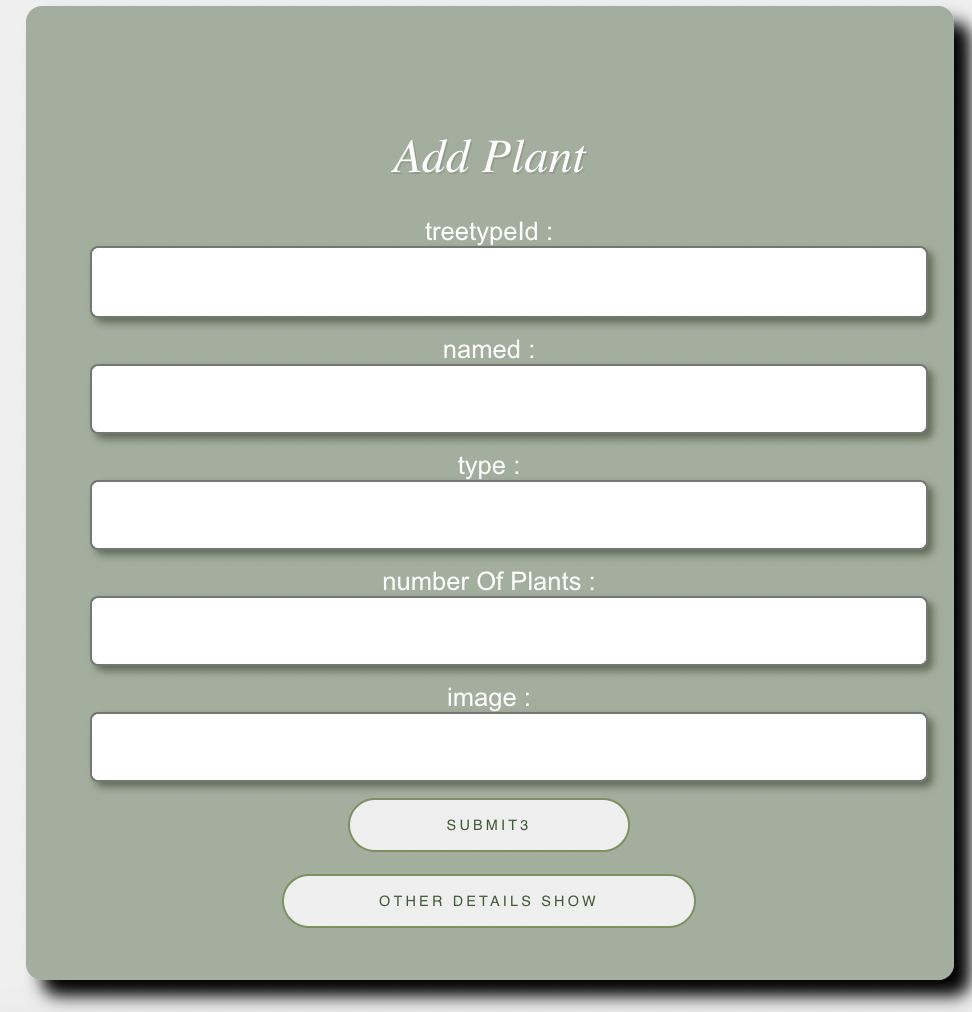 Add Plant
treetypeId :
named :
type :
number Of Plants :
image :
SUBMIT3
OTHER DETAILS SHOW